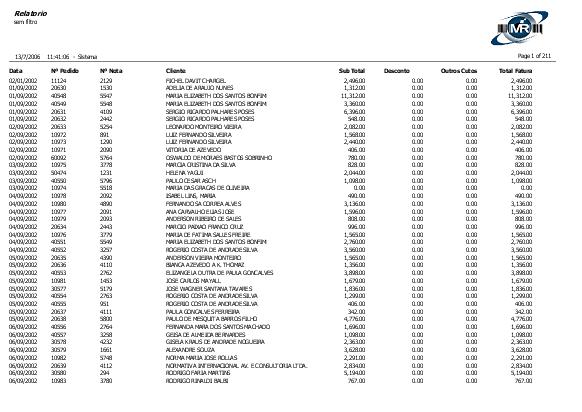 Relatorio
sem filtro
MR
13/7/2006 11:41:06 - Sistema Page 1 of 211
Data Nº Pedido Nº Nota Cliente Sub Total Desconto Outros Cutos Total Fatura
02/01/2002 11124 2129 FICHEL DAVIT CHARGEL 2,496.00 0.00 0.00 2,496.00
01/09/2002 20630 1530 ADELIA DE ARAUJO NUNES 1,312.00 0.00 0.00 1,312.00
01/09/2002 40548 5547 MARIA ELIZABETH DOS SANTOS BONFIM 11,312.00 0.00 0.00 11,312.00
01/09/2002 40549 5548 MARIA ELIZABETH DOS SANTOS BONFIM 3,360.00 0.00 0.00 3,360.00
02/09/2002 20631 4109 SERGIO RICARDO PALHARES POSES 6,398.00 0.00 0.00 6,398.00
01/09/2002 20632 2442 SERGIO RICARDO PALHARES POSES 548.00 0.00 0.00 548.00
02/09/2002 20633 5254 LEONARDO MONTEIRO VIEIRA 2,082.00 0.00 0.00 2,082.00
02/09/2002 10972 891 LUIZ FERNANDO SILVEIRA 1,568.00 0.00 0.00 1,568.00
02/09/2002 10973 1290 LUIZ FERNANDO SILVEIRA 2,440.00 0.00 0.00 2,440.00
02/09/2002 10971 2090 VITORIA DE AZEVEDO 406.00 0.00 0.00 406.00
02/09/2002 60092 5764 OSWALDO DE MORAES BASTOS SOBRINHO 780.00 0.00 0.00 780.00
02/09/2002 10975 3778 MARCIA CRISTINA DA SILVA 828.00 0.00 0.00 828.00
03/09/2002 50474 1231 HELENA YAGUI 2,044.00 0.00 0.00 2,044.00
03/09/2002 40550 5796 PAULO CESAR ASCH 1,098.00 0.00 0.00 1,098.00
03/09/2002 10974 5518 MARIA DAS GRACAS DE OLIVEIRA 0.00 0.00 0.00 0.00
04/09/2002 10978 2092 ISABEL LINS, MARIA 490.00 0.00 0.00 490.00
03/09/2002 10980 4890 FERNANDO SA CORREA ALVES 3,136.00 0.00 0.00 3,136.00
03/09/2002 10977 2091 ANA CARVALHO ELIAS JOSE 1,596.00 0.00 0.00 1,596.00
04/09/2002 10979 2093 ANDERSON RIBEIRO DE SALES 808.00 0.00 0.00 808.00
04/09/2002 20634 2443 MARCIO PAIXAO FRANCO CRUZ 996.00 0.00 0.00 996.00
04/09/2002 10976 3779 MARIA DE FATIMA SALLES FREIRE 1,565.00 0.00 0.00 1,565.00
04/09/2002 40551 5549 MARIA ELIZABETH DOS SANTOS BONFIM 2,760.00 0.00 0.00 2,760.00
04/09/2002 40552 3257 ROGERIO COSTA DE ANDRADE SILVA 3,560.00 0.00 0.00 3,560.00
05/09/2002 20635 4390 ANDERSON VIEIRA MONTEIRO 1,565.00 0.00 0.00 1,565.00
05/09/2002 20636 4110 BIANCA AZEVEDO A K. THOMAZ 1,356.00 0.00 0.00 1,356.00
05/09/2002 40553 2762 ELIZANGELA DUTRA DE PAULA GONCALVES 3,898.00 0.00 0.00 3,898.00
05/09/2002 10981 1453 JOSE CARLOS MAYALL 1,679.00 0.00 0.00 1,679.00
05/09/2002 30577 5179 JOSE WAGNER SANTANA TAVARES 1,836.00 0.00 0.00 1,836.00
05/09/2002 40554 2763 ROGERIO COSTA DE ANDRADE SILVA 1,299.00 0.00 0.00 1,299.00
05/09/2002 40555 951 ROGERIO COSTA DE ANDRADE SILVA 406.00 0.00 0.00 406.00
05/09/2002 20637 4111 PAULA GONCALVES FERREIRA 342.00 0.00 0.00 342.00
05/09/2002 20638 5800 PAULO DE MESQUITA BARROS FILHO 4,776.00 0.00 0.00 4,776.00
06/09/2002 40556 2764 FERNANDA MARA DOS SANTOS MACHADO 1,696.00 0.00 0.00 1,696.00
06/09/2002 40557 3258 GEISA DE ALMEIDA BERNARDES 1,098.00 0.00 0.00 1,098.00
06/09/2002 30578 4232 GISELA KRAUS DE ANDRADE NOGUEIRA 2,363.00 0.00 0.00 2,363.00
06/09/2002 30579 1661 ALEXANDRE SOUZA 3,628.00 0.00 0.00 3,628.00
06/09/2002 10982 5748 NORMA MARIA JOSE ROLLAS 2,291.00 0.00 0.00 2,291.00
06/09/2002 20639 4112 NORMATIVA INTERNACIONAL AV. E CONSULTORIA LTDA. 2,834.00 0.00 0.00 2,834.00
06/09/2002 30580 294 RODRIGO FARIA MARTINS 5,194.00 0.00 0.00 5,194.00
06/09/2002 10983 3780 RODRIGO RINALDI BALBI 767.00 0.00 0.00 767.00